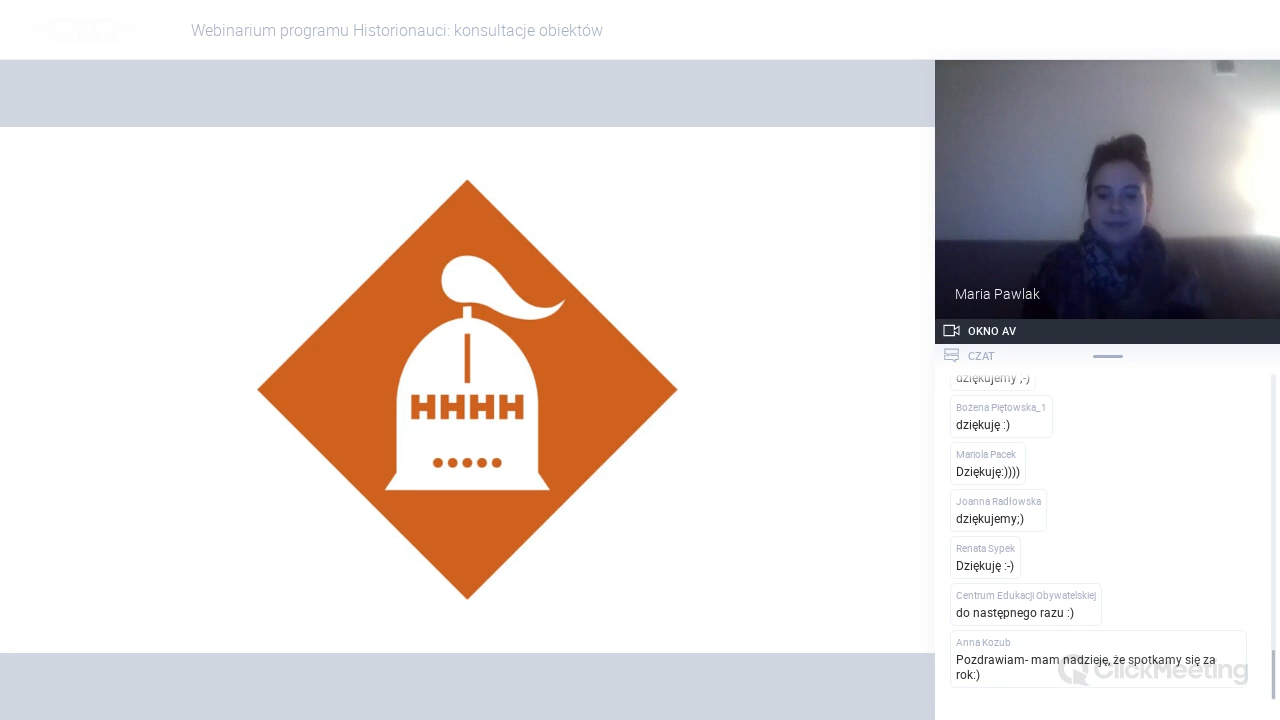 Webinarium programu Historionauci: konsultacje obiektów
HHHH
Maria Pawlak
OKNO AV
CZAT
dziękujemy ;-)
Bożena Piętowska_1
dziękuję :)
Mariola Pacek
Dziękuję:))))
Joanna Radłowska
dziękujemy;)
Renata Sypek
Dziękuję :-)
Centrum Edukacji Obywatelskiej
do następnego razu :)
Anna Kozub
Pozdrawiam- mam nadzieję, że spotkamy się za
rok:)
ClickMeeting